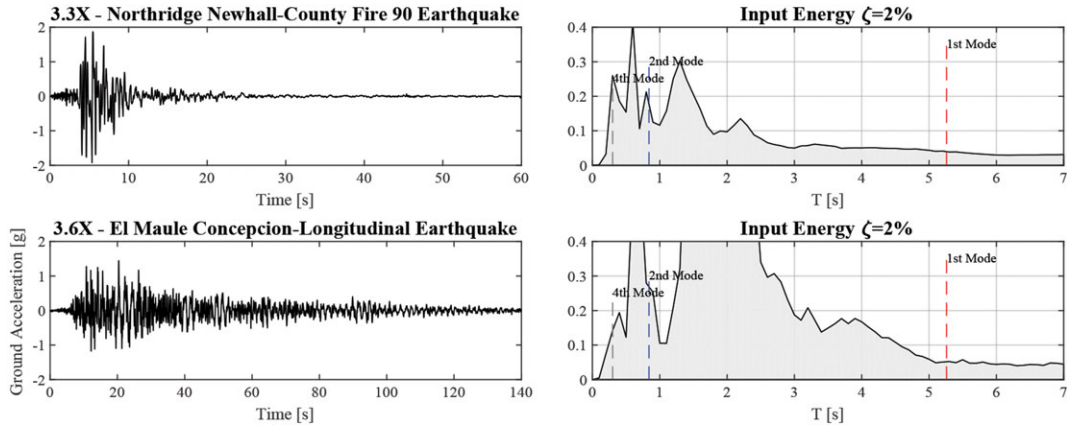 3.3X - Northridge Newhall-County Fire 90 Earthquake
2
1
0
-1
-2
0 10 20 30 40 50 60
Time [s]
Input Energy ζ=2%
0.4
0.3
0.2
0.1
0
4th Mode
2nd Mode
1st Mode
0 1 2 3 4 5 6 7
T [s]
3.6X - El Maule Concepcion-Longitudinal Earthquake
Ground Acceleration [g]
2
1
0
-1
-2
0 20 40 60 80 100 120 140
Time [s]
Input Energy ζ=2%
0.4
0.3
0.2
0.1
0
4th Mode
2nd Mode
1st Mode
0 1 2 3 4 5 6 7
T [s]